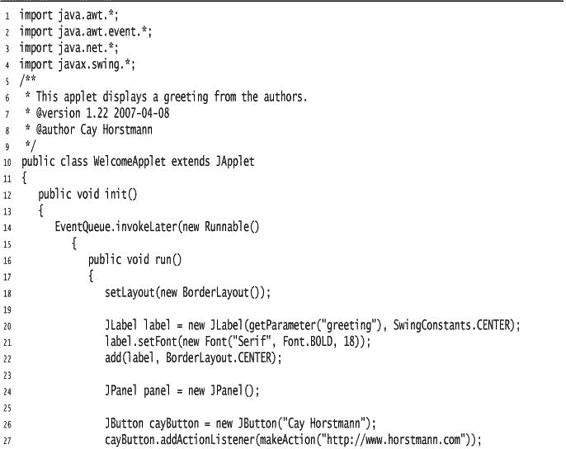 1 import java.awt.*;
2 import java.awt.event.*;
3 import java.net.*;
4 import javax.swing.*;
5 /**
6  * This applet displays a greeting from the authors.
7  * @version 1.22 2007-04-08
8  * @author Cay Horstmann
9  */
10 public class WelcomeApplet extends JApplet
11 {
12    public void init()
13    {
14       EventQueue.invokeLater(new Runnable()
15          {
16             public void run()
17             {
18                setLayout(new BorderLayout());
19
20                JLabel label = new JLabel(getParameter("greeting"), SwingConstants.CENTER);
21                label.setFont(new Font("Serif", Font.BOLD, 18));
22                add(label, BorderLayout.CENTER);
23
24                JPanel panel = new JPanel();
25
26                JButton cayButton = new JButton("Cay Horstmann");
27                cayButton.addActionListener(makeAction("http://www.horstmann.com"));